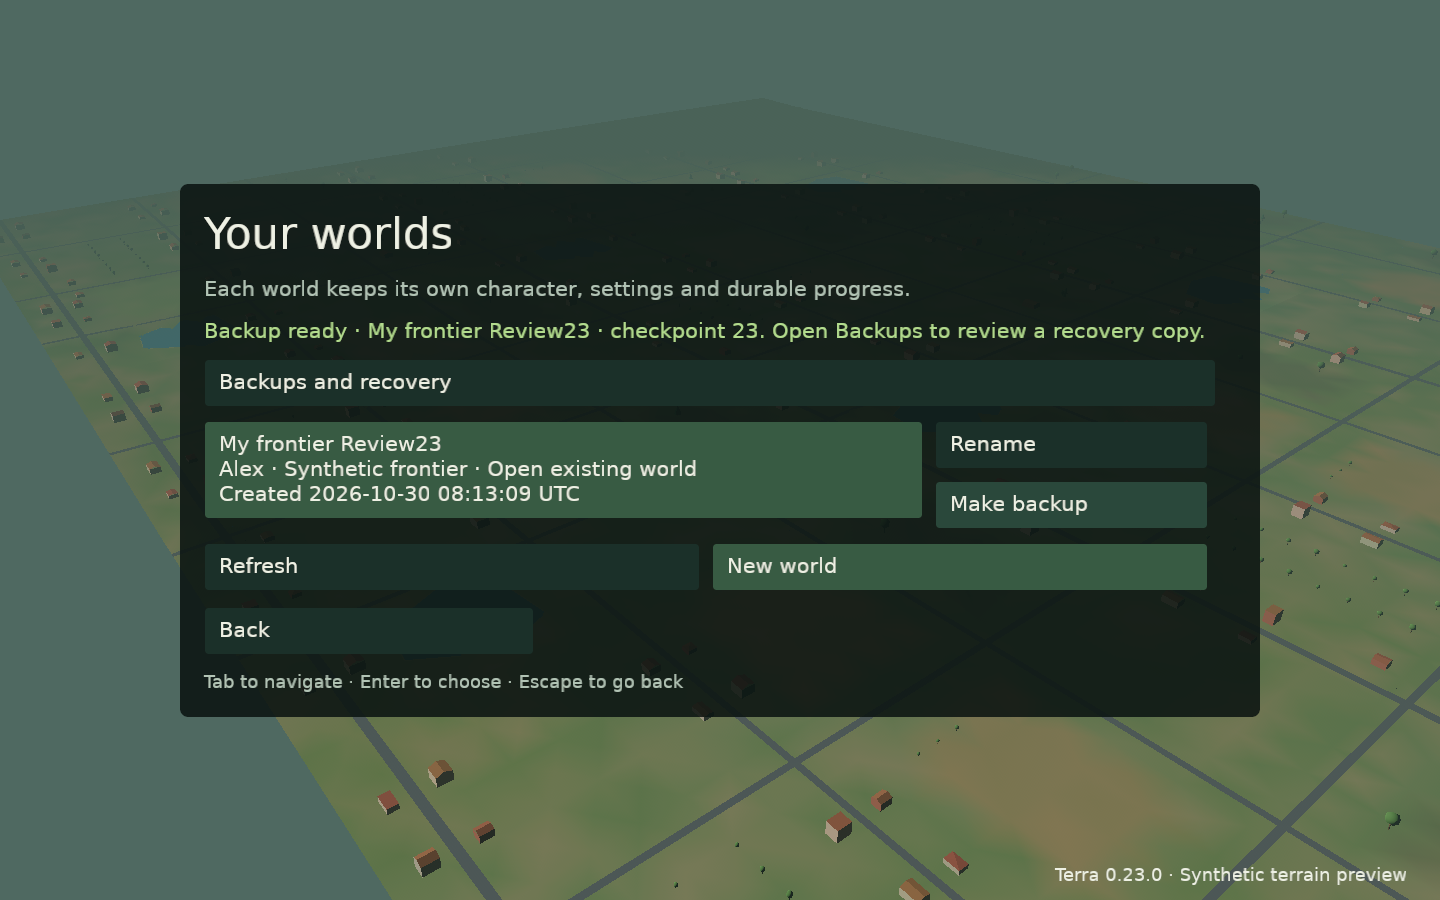 Your worlds
Each world keeps its own character, settings and durable progress.
Backup ready · My frontier Review23 · checkpoint 23. Open Backups to review a recovery copy.
Backups and recovery
My frontier Review23
Alex · Synthetic frontier · Open existing world
Created 2026-10-30 08:13:09 UTC
Rename
Make backup
Refresh
New world
Back
Tab to navigate · Enter to choose · Escape to go back
Terra 0.23.0 · Synthetic terrain preview